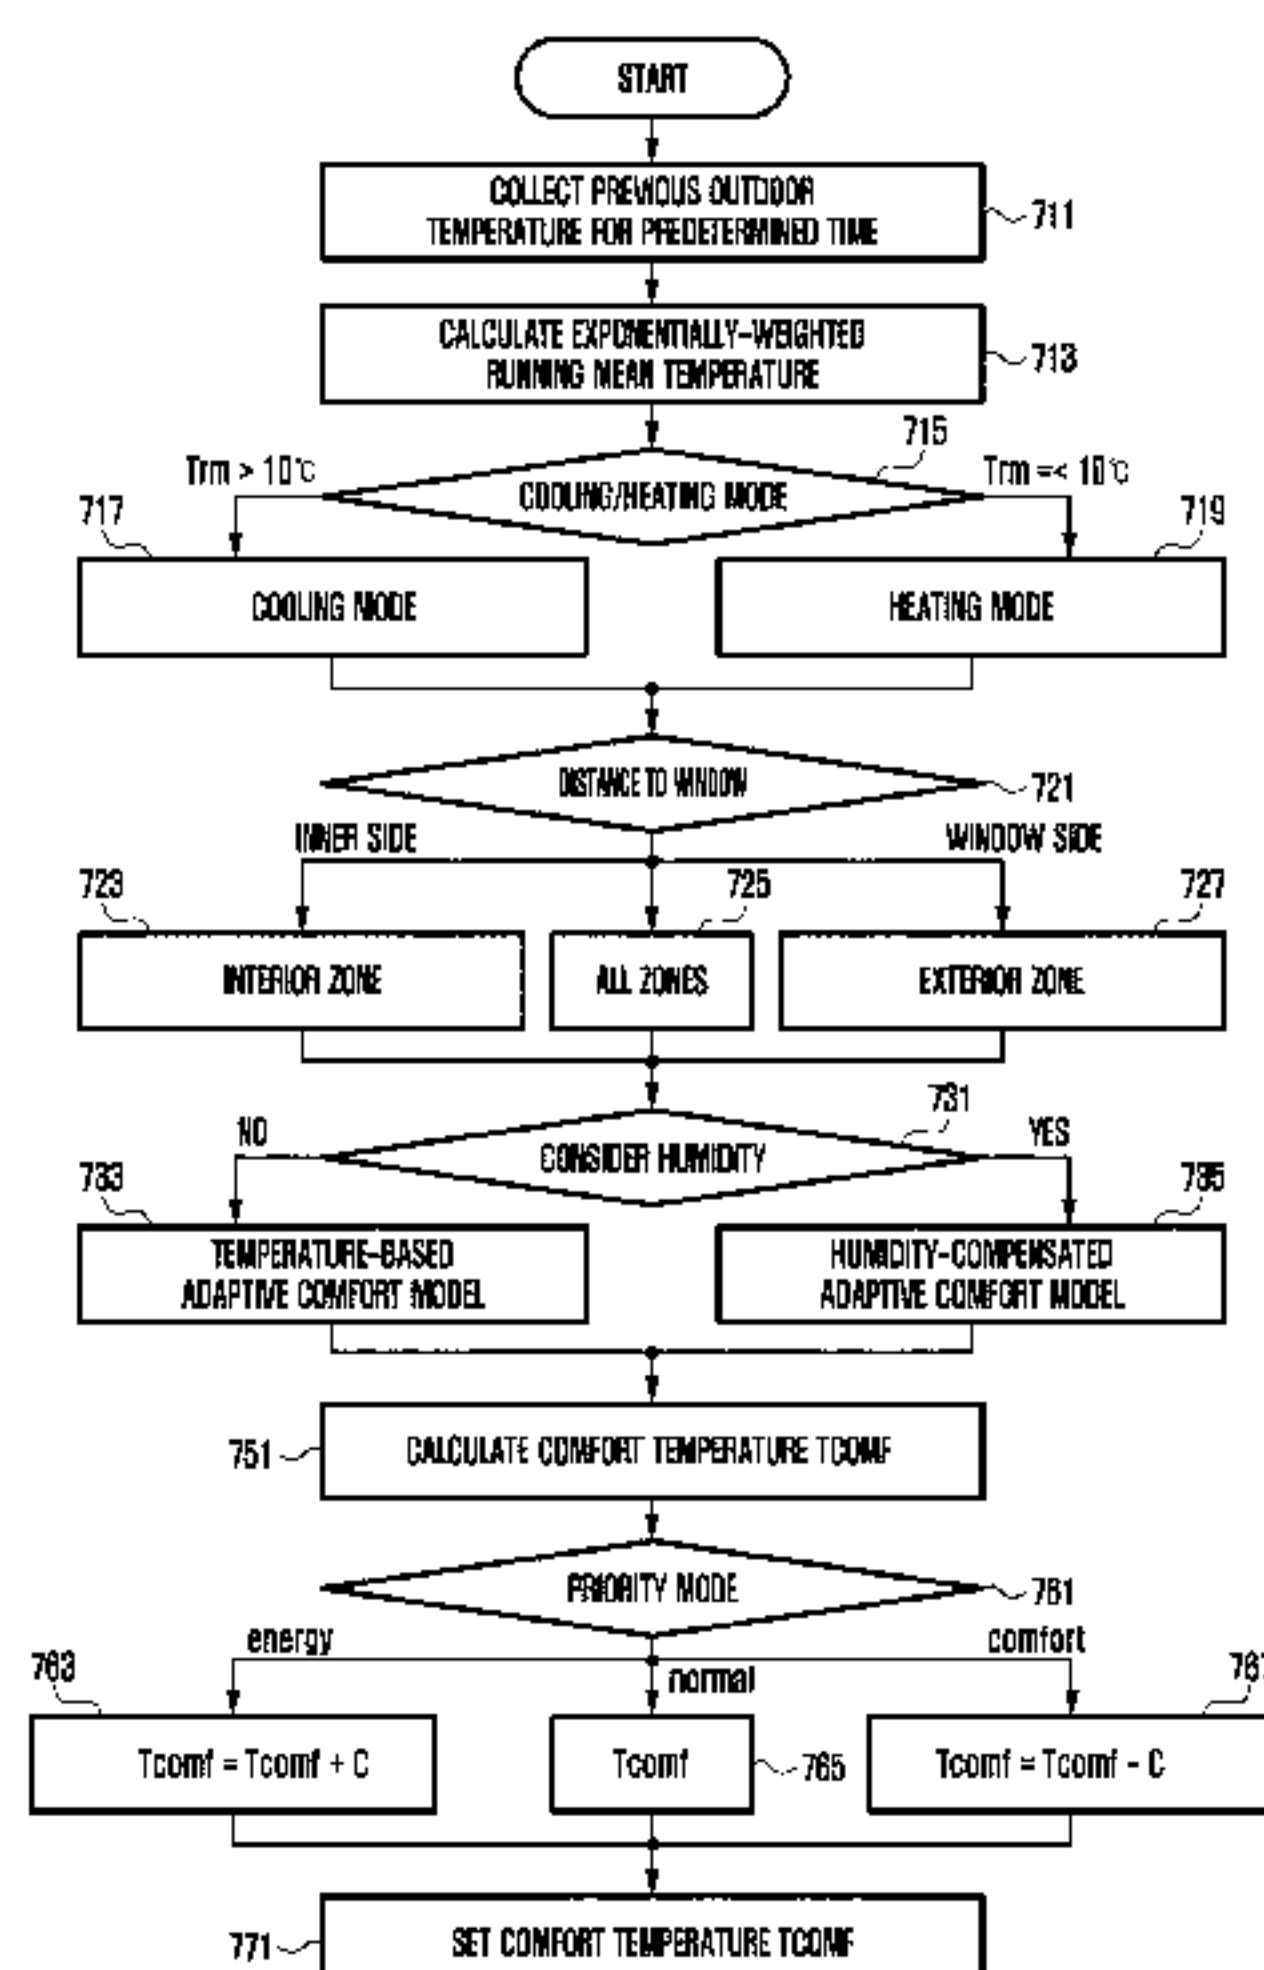 START
COLLECT PREVIOUS OUTDOOR
TEMPERATURE FOR PREDETERMINED TIME
711
CALCULATE EXPONENTIALLY-WEIGHTED
RUNNING MEAN TEMPERATURE
713
715
Trm > 10℃
COOLING/HEATING MODE
Trm =< 10℃
717
719
COOLING MODE
HEATING MODE
DISTANCE TO WINDOW
721
INNER SIDE
WINDOW SIDE
723
725
727
INTERIOR ZONE
ALL ZONES
EXTERIOR ZONE
731
NO
CONSIDER HUMIDITY
YES
733
735
TEMPERATURE-BASED
ADAPTIVE COMFORT MODEL
HUMIDITY-COMPENSATED
ADAPTIVE COMFORT MODEL
751
CALCULATE COMFORT TEMPERATURE TCOMF
PRIORITY MODE
761
energy
normal
comfort
763
Tcomf = Tcomf + C
Tcomf
765
Tcomf = Tcomf - C
771
SET COMFORT TEMPERATURE TCOMF